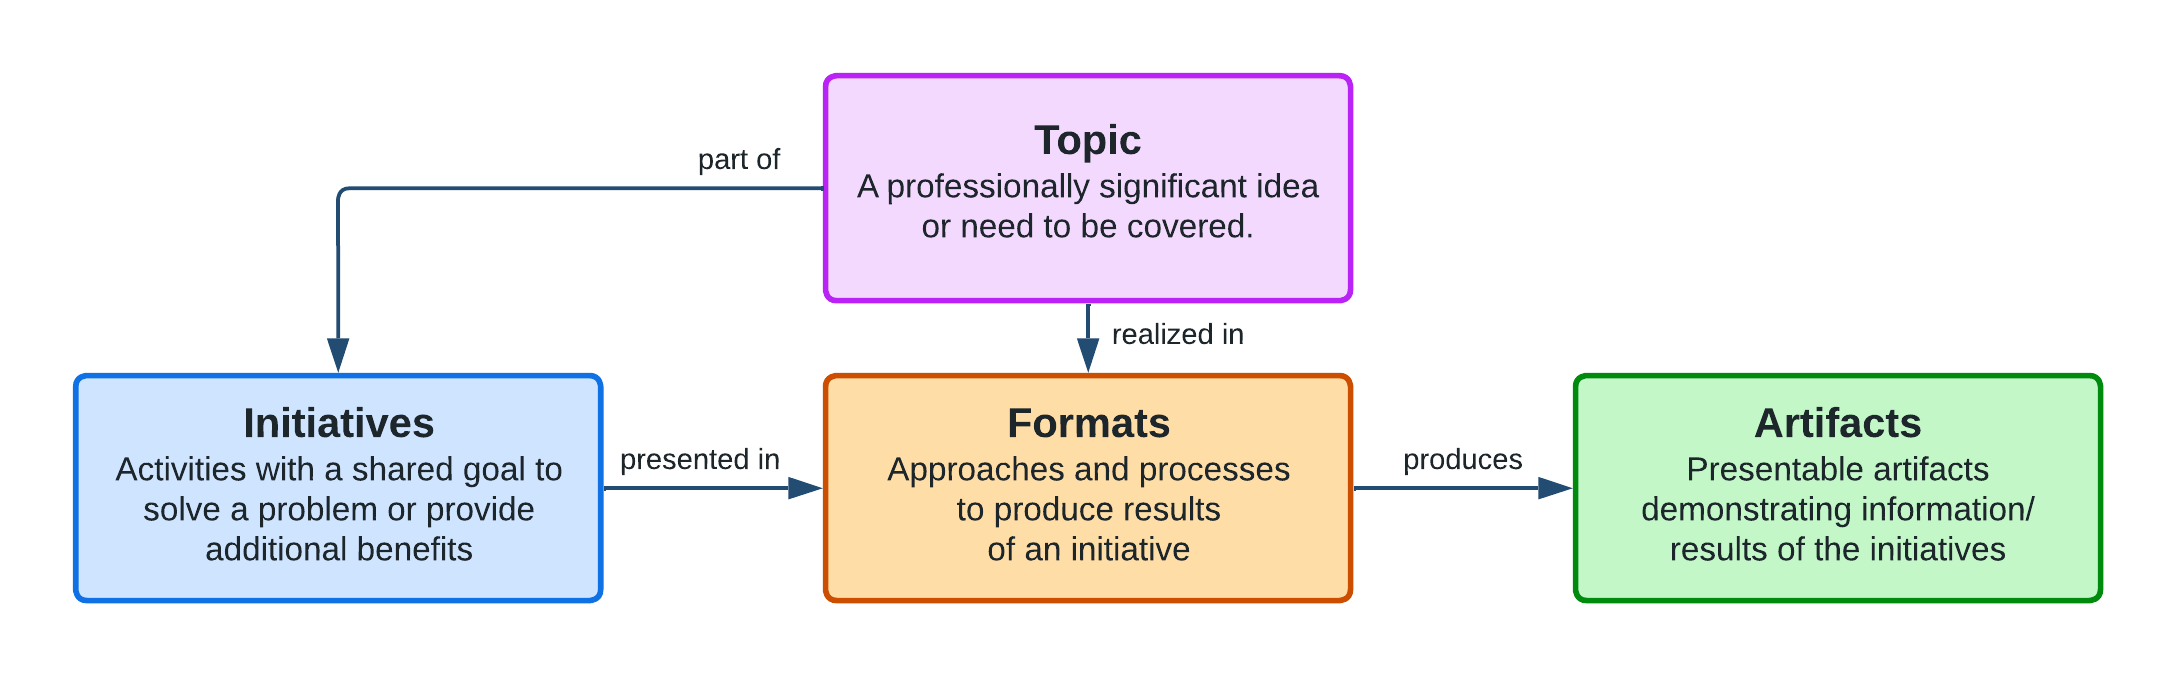 Topic
A professionally significant idea
or need to be covered.
part of
realized in
Initiatives
Activities with a shared goal to
solve a problem or provide
additional benefits
presented in
Formats
Approaches and processes
to produce results
of an initiative
produces
Artifacts
Presentable artifacts
demonstrating information/
results of the initiatives